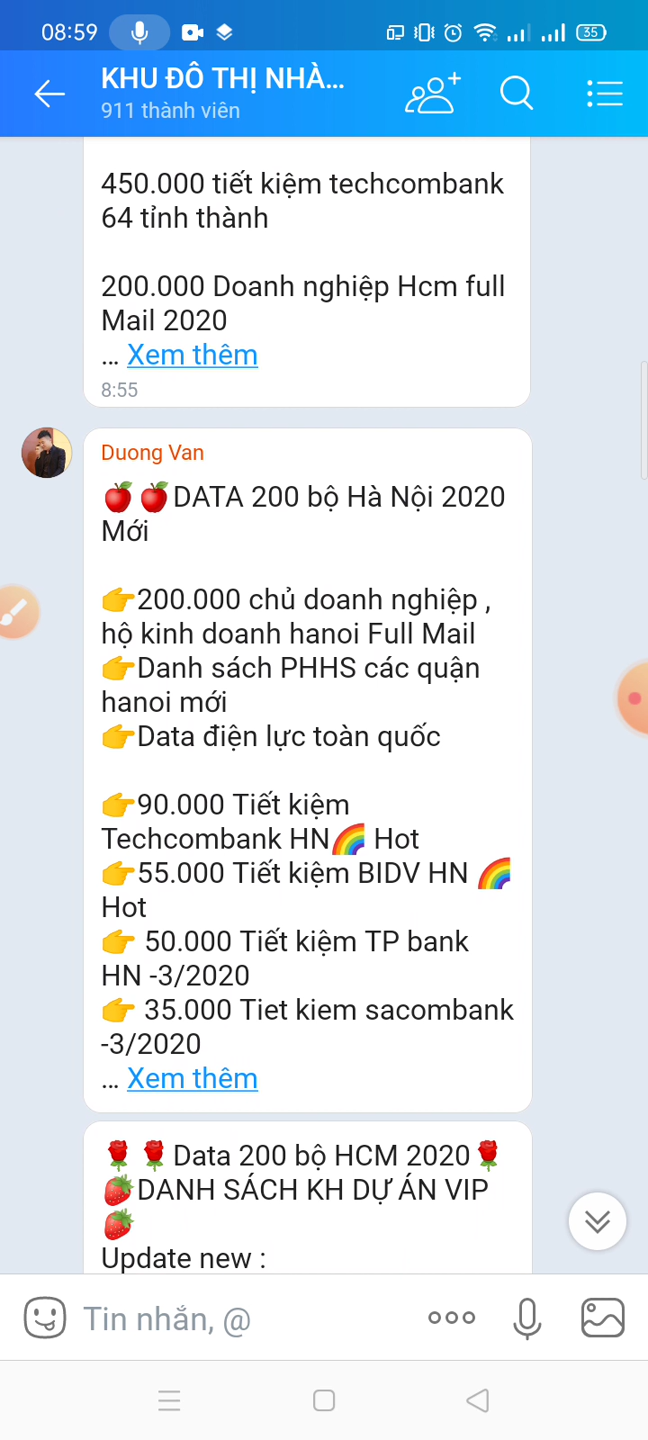 08:59
35
KHU ĐÔ THỊ NHÀ...
911 thành viên
450.000 tiết kiệm techcombank
64 tỉnh thành
200.000 Doanh nghiệp Hcm full
Mail 2020
... Xem thêm
8:55
Duong Van
🍎🍎DATA 200 bộ Hà Nội 2020
Mới
👉200.000 chủ doanh nghiệp ,
hộ kinh doanh hanoi Full Mail
👉Danh sách PHHS các quận
hanoi mới
👉Data điện lực toàn quốc
👉90.000 Tiết kiệm
Techcombank HN🌈 Hot
👉55.000 Tiết kiệm BIDV HN 🌈
Hot
👉 50.000 Tiết kiệm TP bank
HN -3/2020
👉 35.000 Tiet kiem sacombank
-3/2020
... Xem thêm
🌹🌹Data 200 bộ HCM 2020🌹
🍓DANH SÁCH KH DỰ ÁN VIP
🍓
Update new :
Tin nhắn, @